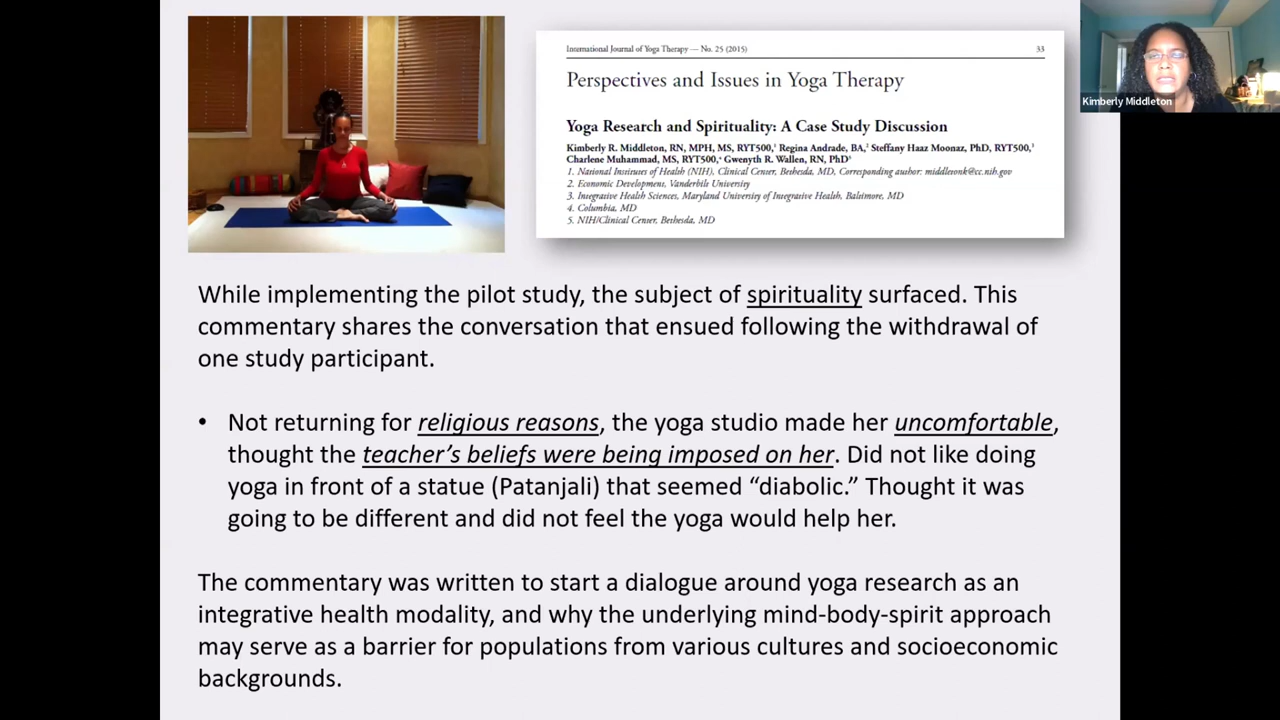 International Journal of Yoga Therapy — No. 25 (2015) 33
Perspectives and Issues in Yoga Therapy
Yoga Research and Spirituality: A Case Study Discussion
Kimberly R. Middleton, RN, MPH, MS, RYT500,¹ Regina Andrade, BA,² Steffany Haaz Moonaz, PhD, RYT500,³
Charlene Muhammad, MS, RYT500,⁴ Gwenyth R. Wallen, RN, PhD⁵
1. National Institutes of Health (NIH), Clinical Center, Bethesda, MD, Corresponding author: middletonk@cc.nih.gov
2. Economic Development, Vanderbilt University
3. Integrative Health Sciences, Maryland University of Integrative Health, Baltimore, MD
4. Columbia, MD
5. NIH/Clinical Center, Bethesda, MD
Kimberly Middleton
While implementing the pilot study, the subject of spirituality surfaced. This
commentary shares the conversation that ensued following the withdrawal of
one study participant.
• Not returning for religious reasons, the yoga studio made her uncomfortable,
thought the teacher’s beliefs were being imposed on her. Did not like doing
yoga in front of a statue (Patanjali) that seemed “diabolic.” Thought it was
going to be different and did not feel the yoga would help her.
The commentary was written to start a dialogue around yoga research as an
integrative health modality, and why the underlying mind-body-spirit approach
may serve as a barrier for populations from various cultures and socioeconomic
backgrounds.